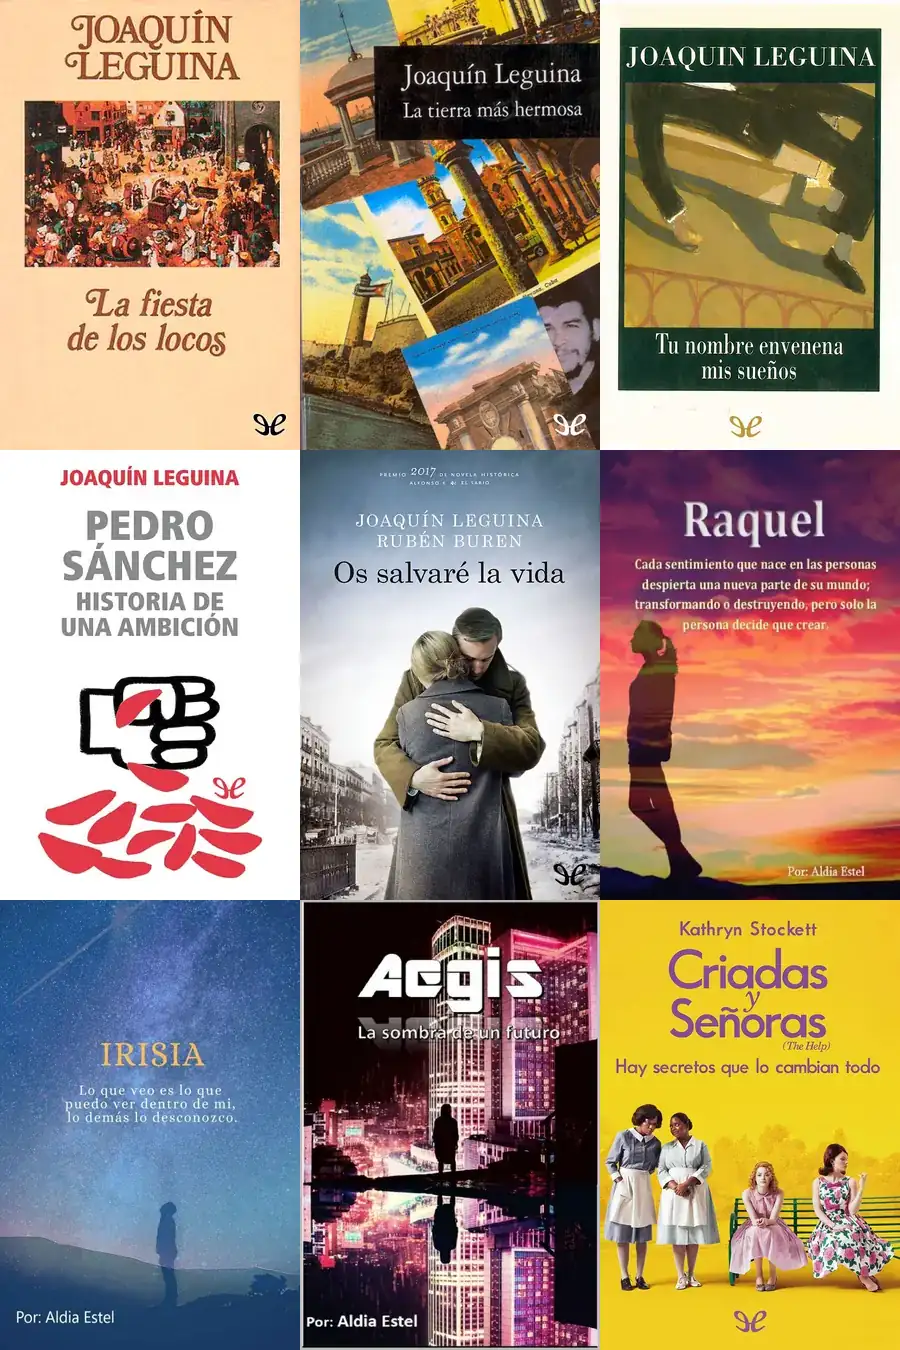 JOAQUÍN
LEGUINA
La fiesta
de los locos
Joaquín Leguina
La tierra más hermosa
JOAQUIN LEGUINA
Tu nombre envenena
mis sueños
JOAQUÍN LEGUINA
PEDRO
SÁNCHEZ
HISTORIA DE
UNA AMBICIÓN
PREMIO 2017 DE NOVELA HISTÓRICA
ALFONSO X EL SABIO
JOAQUÍN LEGUINA
RUBÉN BUREN
Os salvaré la vida
Raquel
Cada sentimiento que nace en las personas
despierta una nueva parte de su mundo;
transformando o destruyendo, pero solo la
persona decide que crear.
Por: Aldia Estel
IRISIA
Lo que veo es lo que
puedo ver dentro de mi,
lo demás lo desconozco.
Por: Aldia Estel
Aegis
La sombra de un futuro
Por: Aldia Estel
Kathryn Stockett
Criadas
y
Señoras
(The Help)
Hay secretos que lo cambian todo